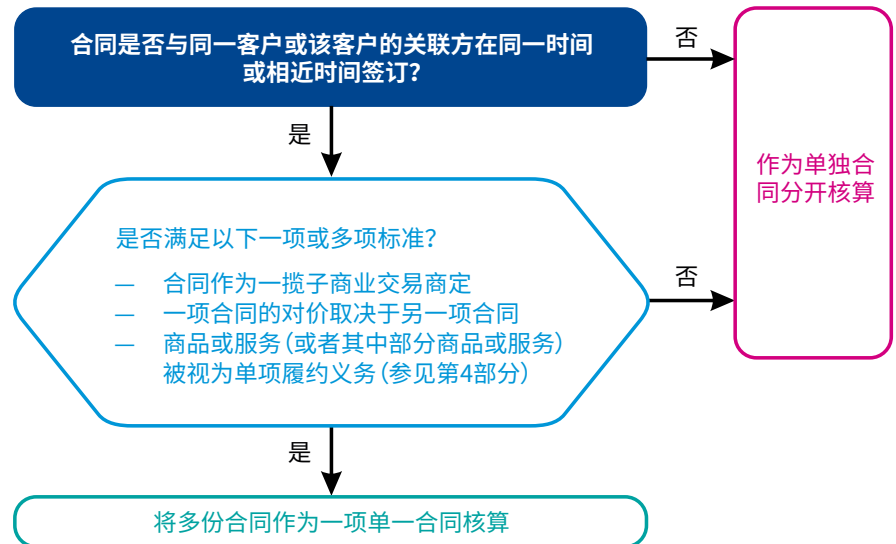 合同是否与同一客户或该客户的关联方在同一时间
或相近时间签订？
否
作为单独合
同分开核算
是
是否满足以下一项或多项标准？
— 合同作为一揽子商业交易商定
— 一项合同的对价取决于另一项合同
— 商品或服务（或者其中部分商品或服务）
被视为单项履约义务（参见第4部分）
否
是
将多份合同作为一项单一合同核算